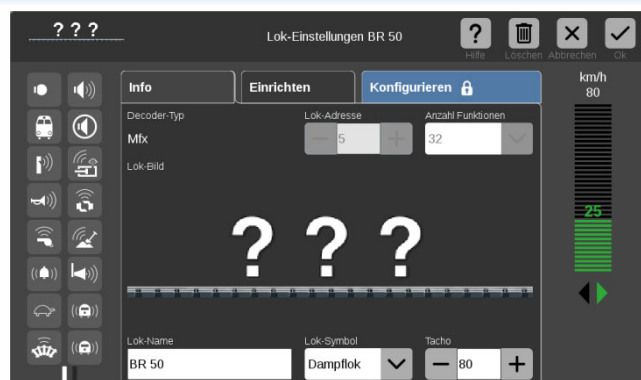 ? ? ?
Lok-Einstellungen BR 50
?
Hilfe
Löschen
Abbrechen
Ok
km/h
80
Info
Einrichten
Konfigurieren
Decoder-Typ
Lok-Adresse
Anzahl Funktionen
Mfx
5
32
Lok-Bild
25
? ? ?
Lok-Name
Lok-Symbol
Tacho
BR 50
Dampflok
80